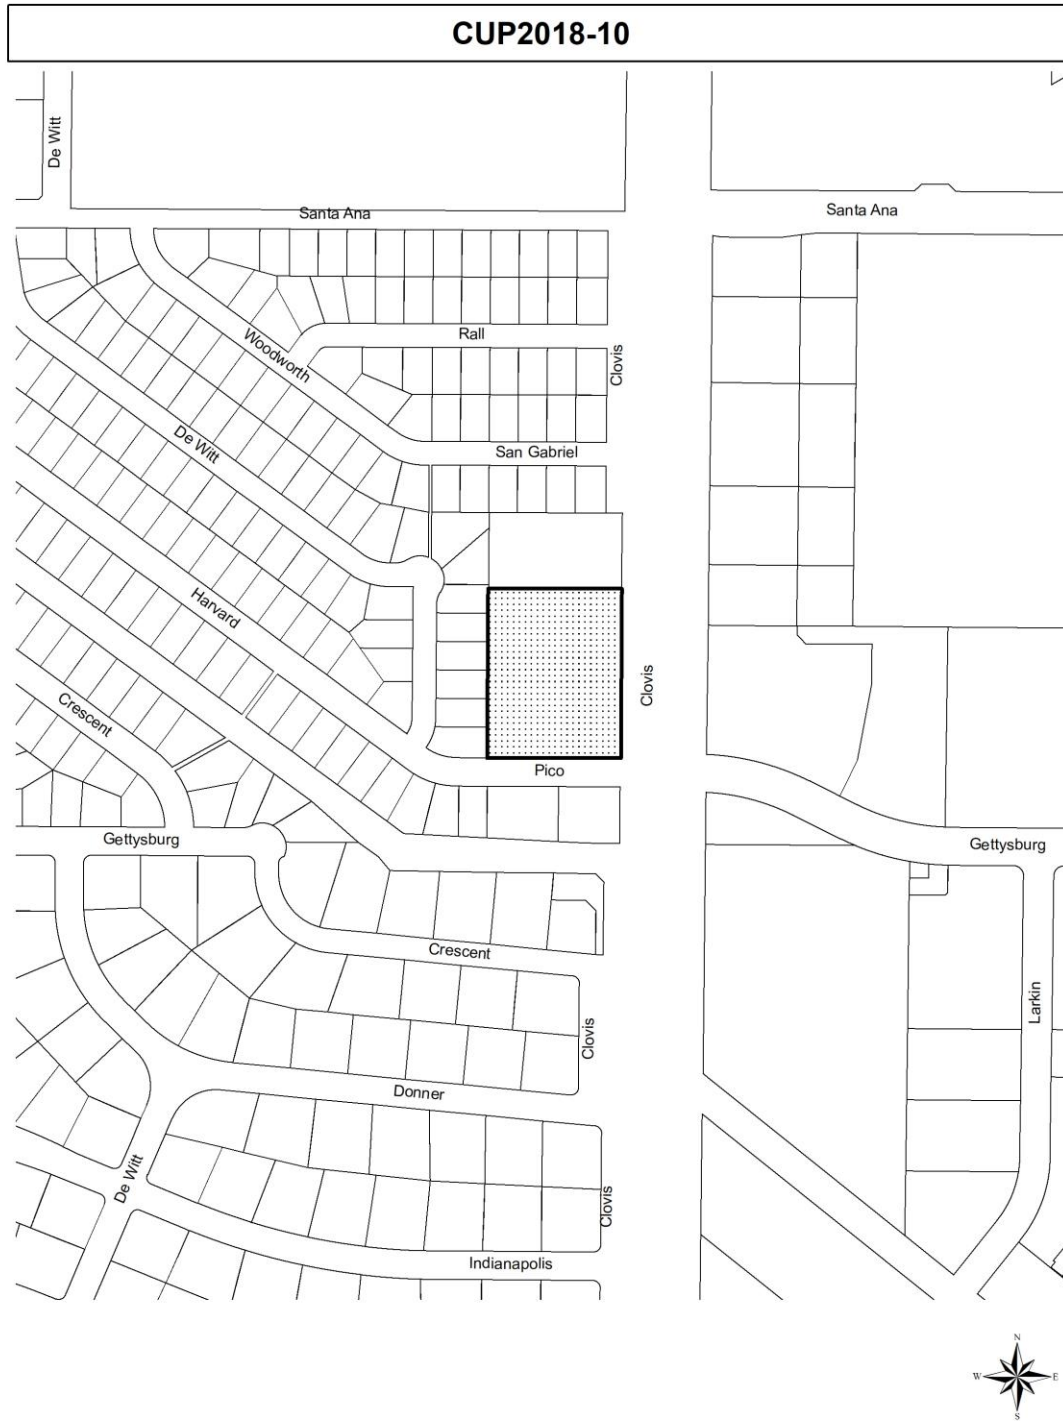 CUP2018-10
De Witt
Santa Ana
Santa Ana
Rall
Woodworth
Clovis
De Witt
San Gabriel
Harvard
Clovis
Crescent
Pico
Gettysburg
Gettysburg
Crescent
Larkin
Clovis
Donner
De Witt
Clovis
Indianapolis
N
W
E
S